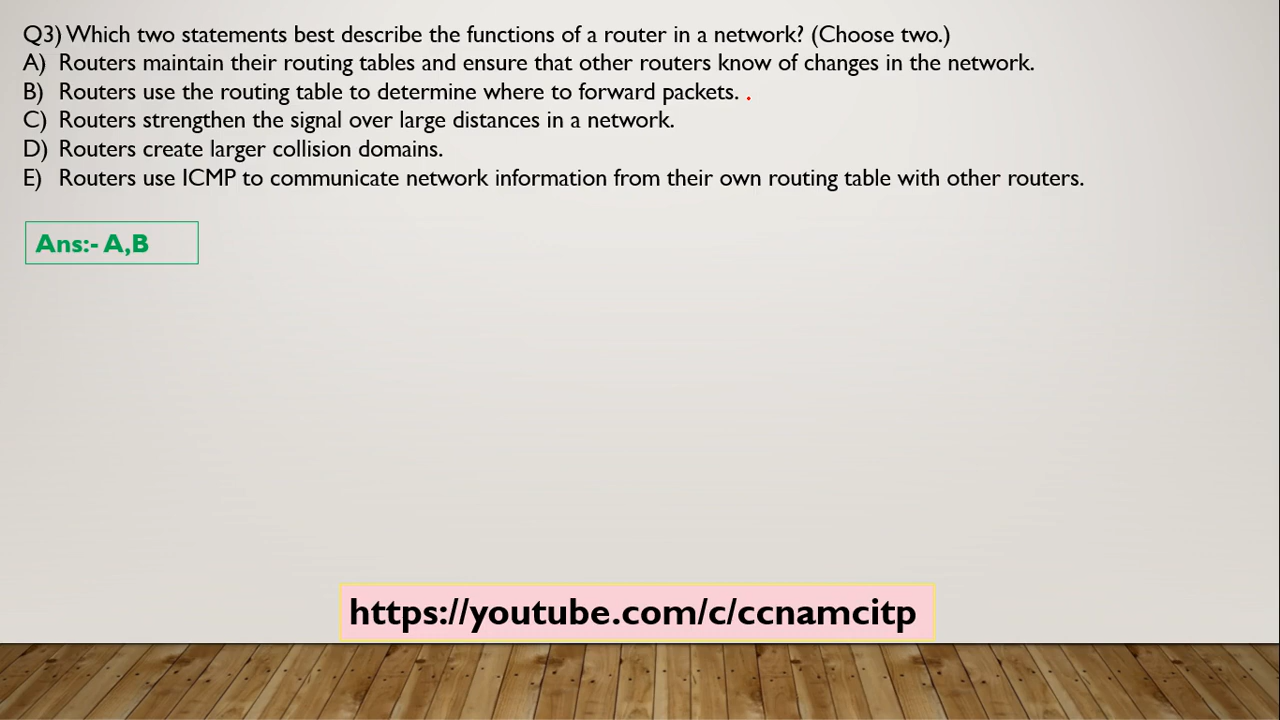 Q3) Which two statements best describe the functions of a router in a network? (Choose two.)
A) Routers maintain their routing tables and ensure that other routers know of changes in the network.
B) Routers use the routing table to determine where to forward packets. .
C) Routers strengthen the signal over large distances in a network.
D) Routers create larger collision domains.
E) Routers use ICMP to communicate network information from their own routing table with other routers.
Ans:- A,B
https://youtube.com/c/ccnamcitp